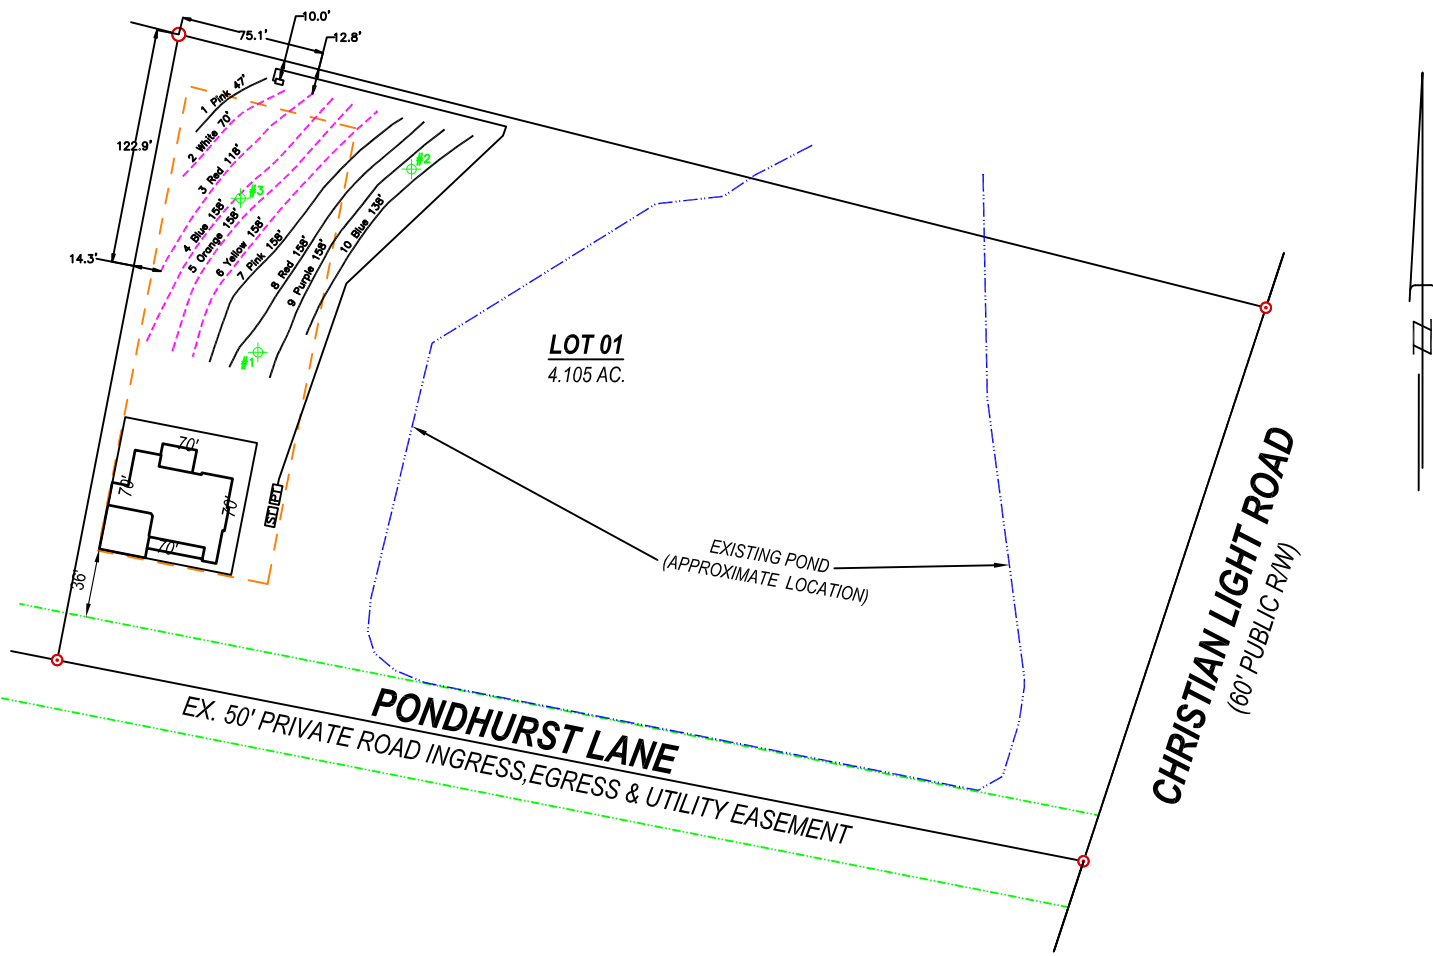 10.0'
75.1'
12.8'
1 Pink 47'
122.9'
2 White 70'
3 Red 118'
#2
#3
4 Blue 158'
5 Orange 158'
6 Yellow 158'
7 Pink 158'
8 Red 158'
9 Purple 158'
10 Blue 138'
14.3'
#1
LOT 01
4.105 AC.
N
70'
70'
70'
70'
PT
ST
36'
EXISTING POND
(APPROXIMATE LOCATION)
CHRISTIAN LIGHT ROAD
(60' PUBLIC R/W)
PONDHURST LANE
EX. 50' PRIVATE ROAD INGRESS,EGRESS & UTILITY EASEMENT